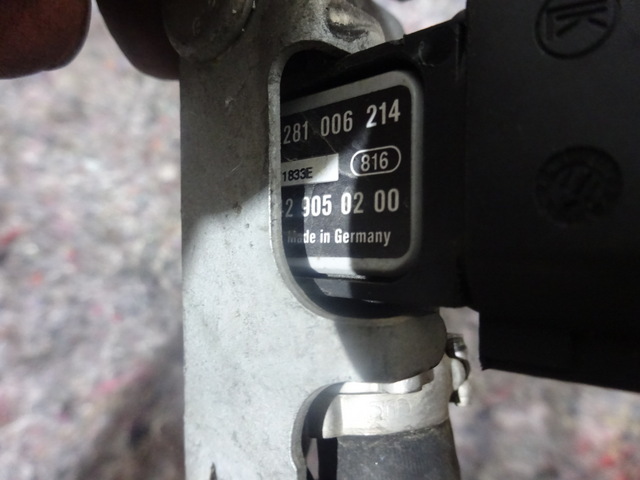 281 006 214
1833E 816
2 905 02 00
Made in Germany
K